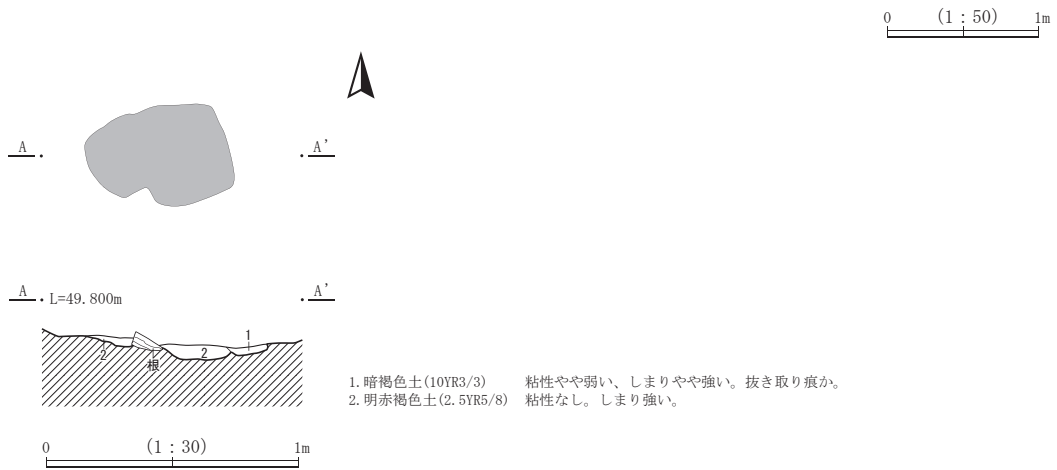 0 (1：50) 1m
A A’
A L=49.800m A’
1
2 2
根
1.暗褐色土(10YR3/3) 粘性やや弱い、しまりやや強い。抜き取り痕か。
2.明赤褐色土(2.5YR5/8) 粘性なし。しまり強い。
0 (1：30) 1m